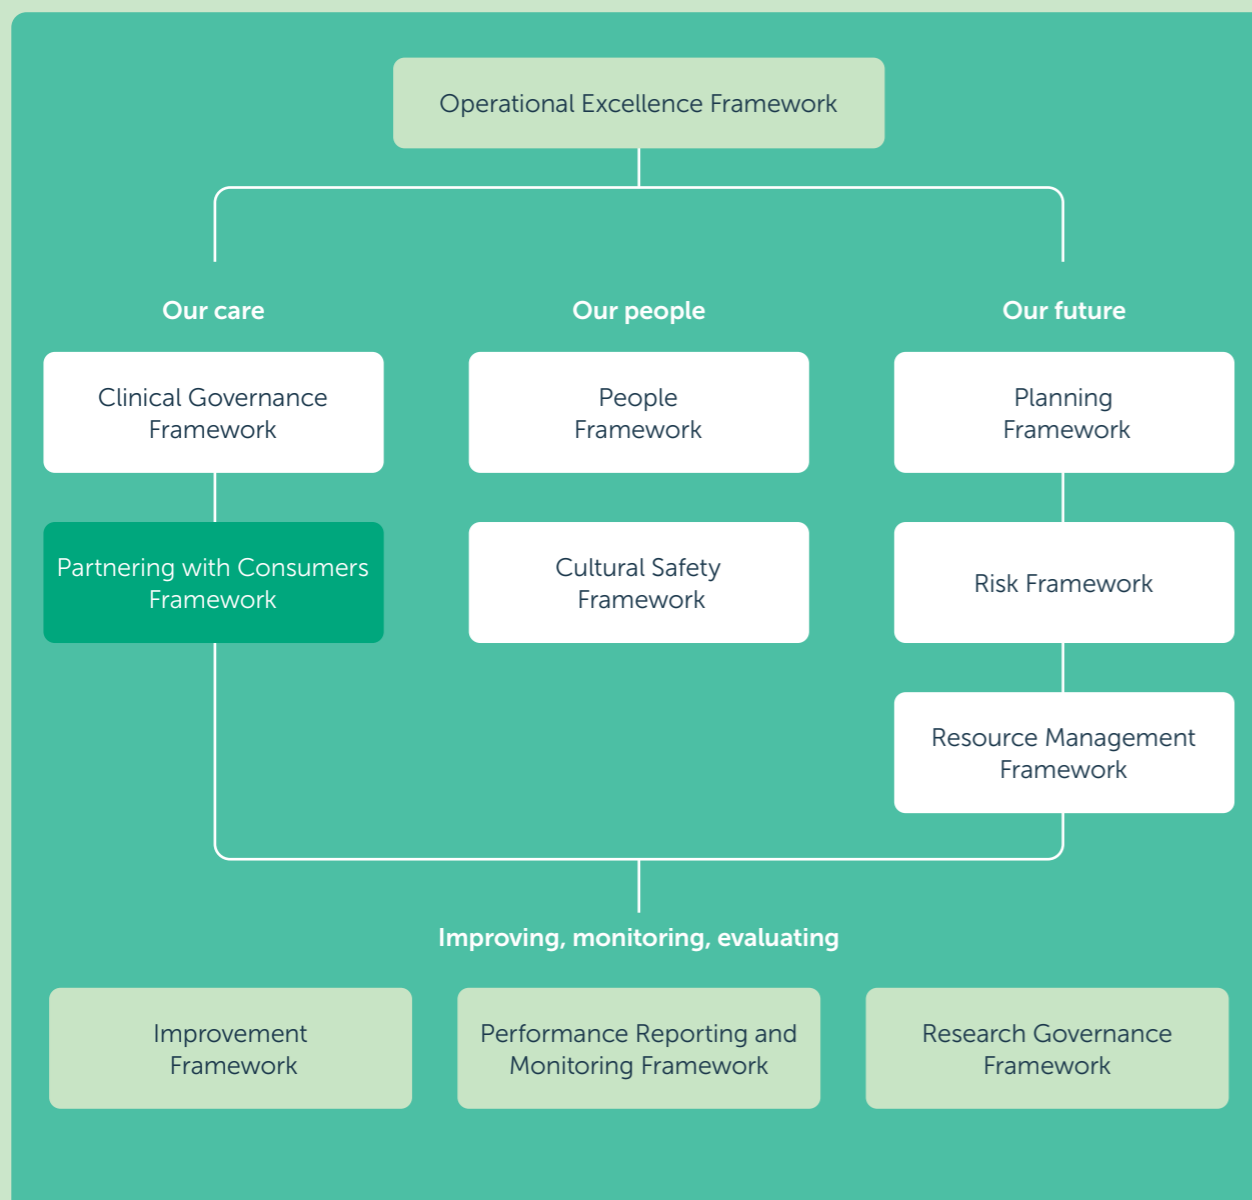 Operational Excellence Framework
Our care
Our people
Our future
Clinical Governance
Framework
People
Framework
Planning
Framework
Partnering with Consumers
Framework
Cultural Safety
Framework
Risk Framework
Resource Management
Framework
Improving, monitoring, evaluating
Improvement
Framework
Performance Reporting and
Monitoring Framework
Research Governance
Framework